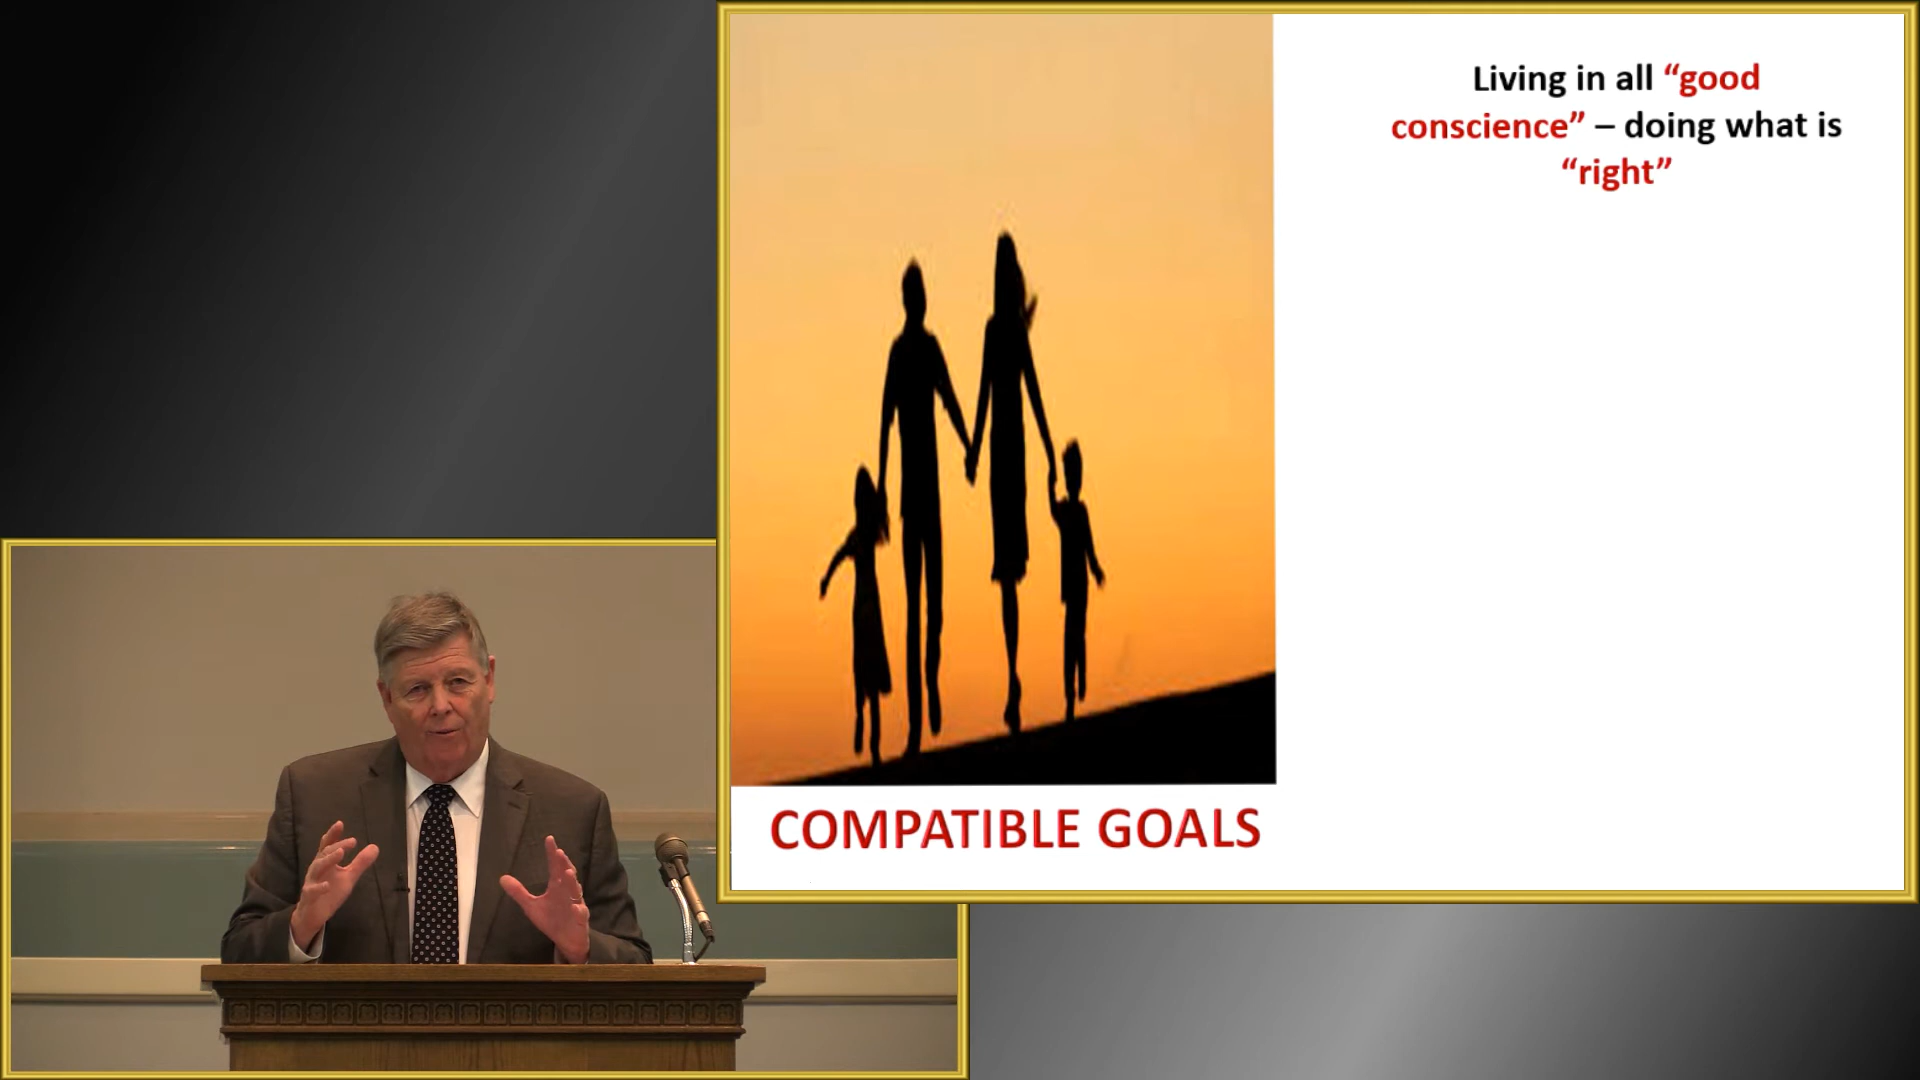 Living in all “good
conscience” – doing what is
“right”
COMPATIBLE GOALS